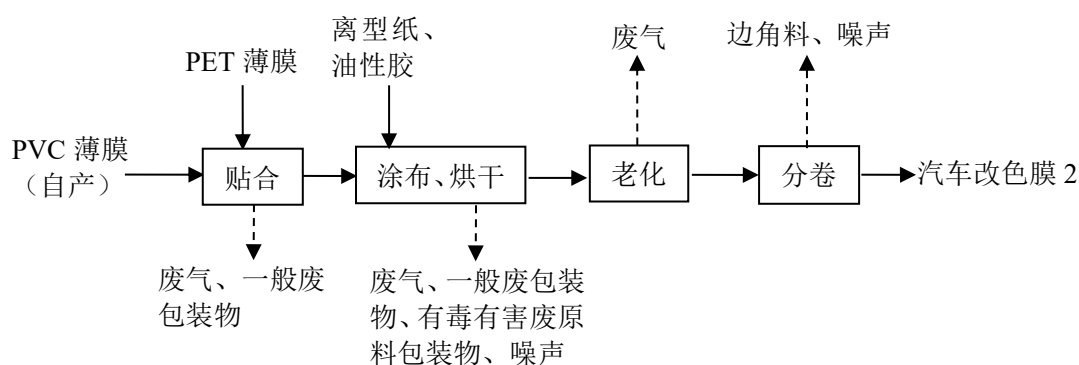 离型纸、
油性胶
废气
边角料、噪声
PET 薄膜
PVC 薄膜
（自产）
贴合
涂布、烘干
老化
分卷
汽车改色膜 2
废气、一般废
包装物
废气、一般废包装
物、有毒有害废原
料包装物、噪声